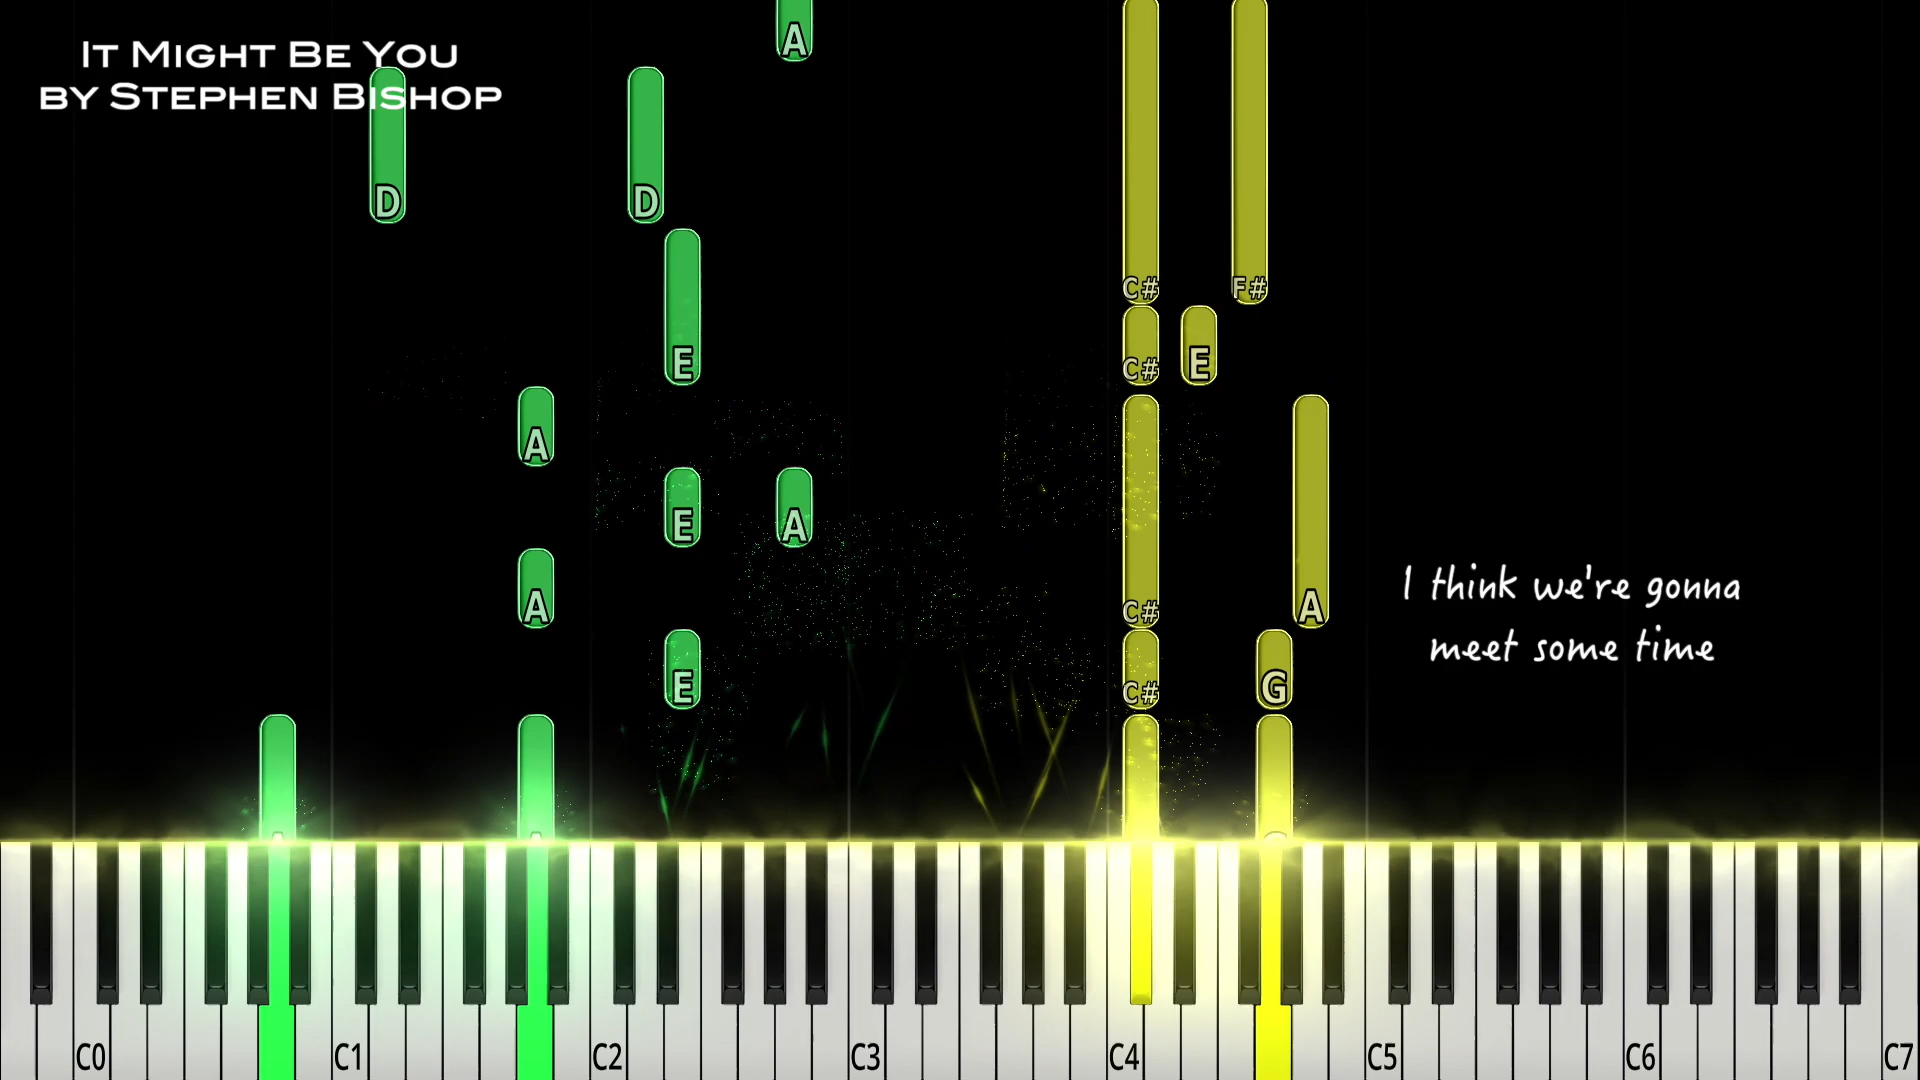 It Might Be You
by Stephen Bishop
A
D D
C# F#
E C# E
A
E A
A C# A
E C# G
I think we're gonna
meet some time
C0 C1 C2 C3 C4 C5 C6 C7